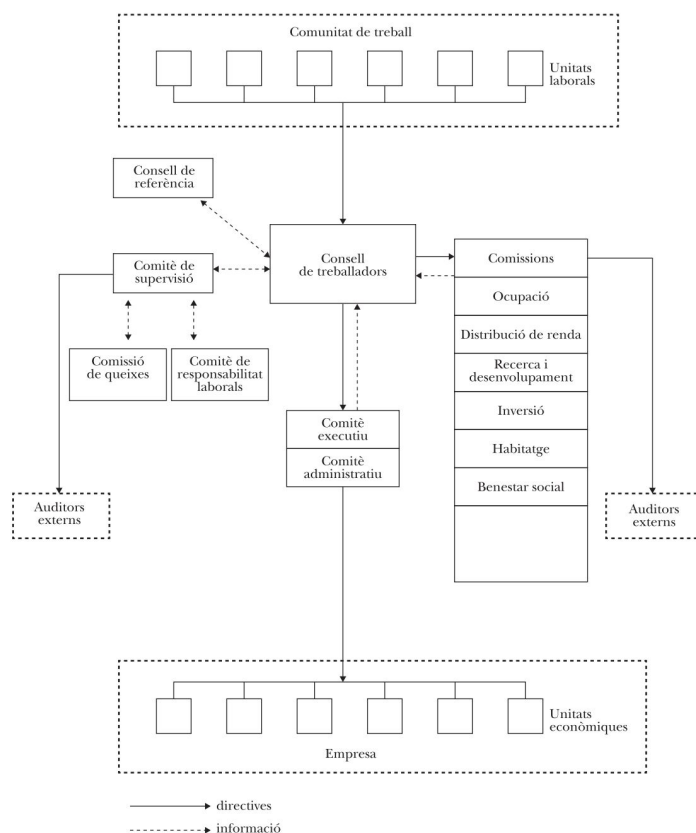 Comunitat de treball
Unitats
laborals
Consell de
referència
Consell
de treballadors
Comitè de
supervisió
Comissions
Ocupació
Distribució de renda
Recerca i
desenvolupament
Inversió
Habitatge
Benestar social
Comissió
de queixes
Comitè de
responsabilitat
laborals
Comitè
executiu
Comitè
administratiu
Auditors
externs
Auditors
externs
Unitats
econòmiques
Empresa
directives
informació